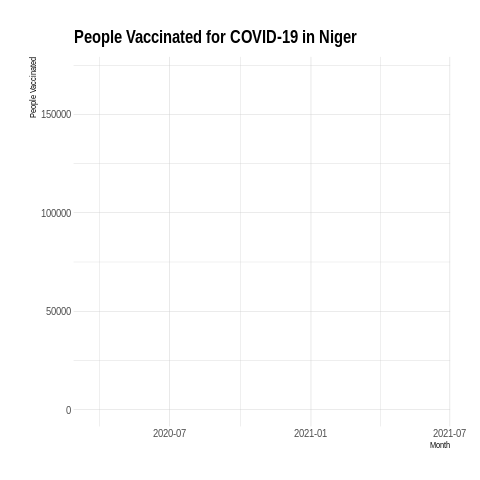 People Vaccinated for COVID-19 in Niger
People Vaccinated
150000
100000
50000
0
2020-07
2021-01
2021-07
Month